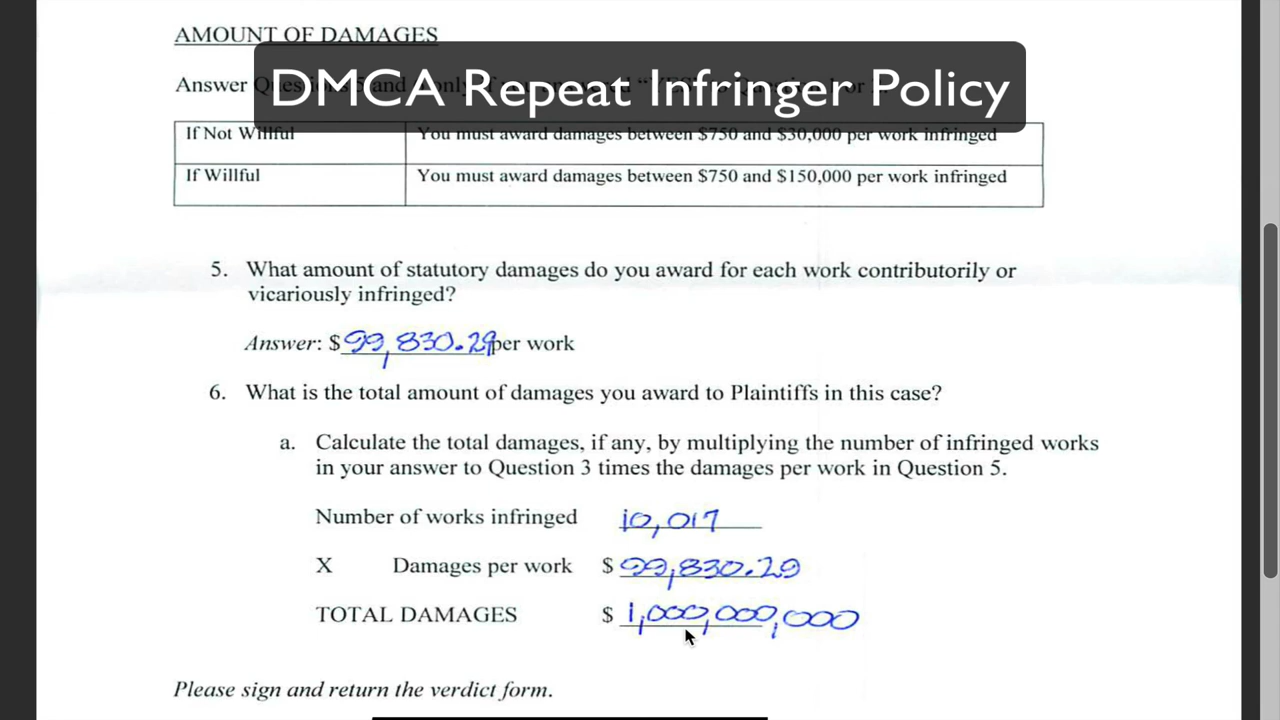 AMOUNT OF DAMAGES
DMCA Repeat Infringer Policy
Answer
If Not Willful You must award damages between $750 and $30,000 per work infringed
If Willful You must award damages between $750 and $150,000 per work infringed
5. What amount of statutory damages do you award for each work contributorily or
vicariously infringed?
Answer: $99,830.29 per work
6. What is the total amount of damages you award to Plaintiffs in this case?
a. Calculate the total damages, if any, by multiplying the number of infringed works
in your answer to Question 3 times the damages per work in Question 5.
Number of works infringed 10,017
X Damages per work $ 99,830.29
TOTAL DAMAGES $ 1,000,000,000
Please sign and return the verdict form.